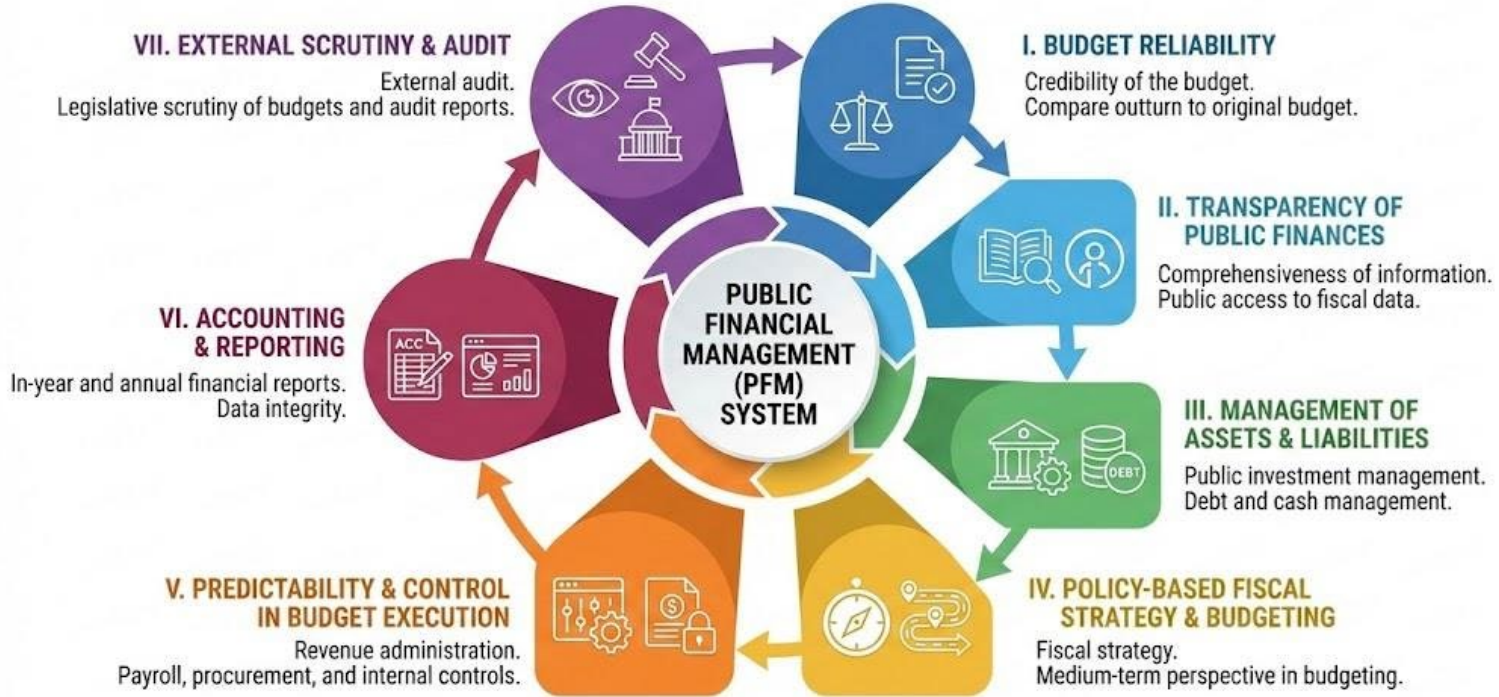 I. BUDGET RELIABILITY
Credibility of the budget.
Compare outturn to original budget.
II. TRANSPARENCY OF
PUBLIC FINANCES
Comprehensiveness of information.
Public access to fiscal data.
III. MANAGEMENT OF
ASSETS & LIABILITIES
Public investment management.
Debt and cash management.
DEBT
IV. POLICY-BASED FISCAL
STRATEGY & BUDGETING
Fiscal strategy.
Medium-term perspective in budgeting.
V. PREDICTABILITY & CONTROL
IN BUDGET EXECUTION
Revenue administration.
Payroll, procurement, and internal controls.
$
VI. ACCOUNTING
& REPORTING
In-year and annual financial reports.
Data integrity.
ACC
VII. EXTERNAL SCRUTINY & AUDIT
External audit.
Legislative scrutiny of budgets and audit reports.
PUBLIC
FINANCIAL
MANAGEMENT
(PFM)
SYSTEM